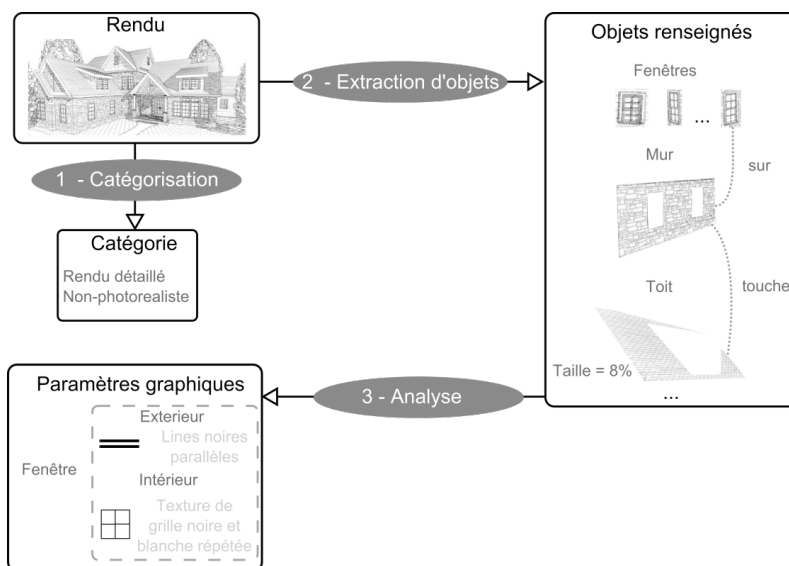 Rendu
2 - Extraction d'objets
1 - Catégorisation
Catégorie
Rendu détaillé
Non-photorealiste
Objets renseignés
Fenêtres
...
Mur
sur
Toit
touche
Taille = 8%
...
3 - Analyse
Paramètres graphiques
Fenêtre
Exterieur
Lines noires
parallèles
Intérieur
Texture de
grille noire et
blanche répétée